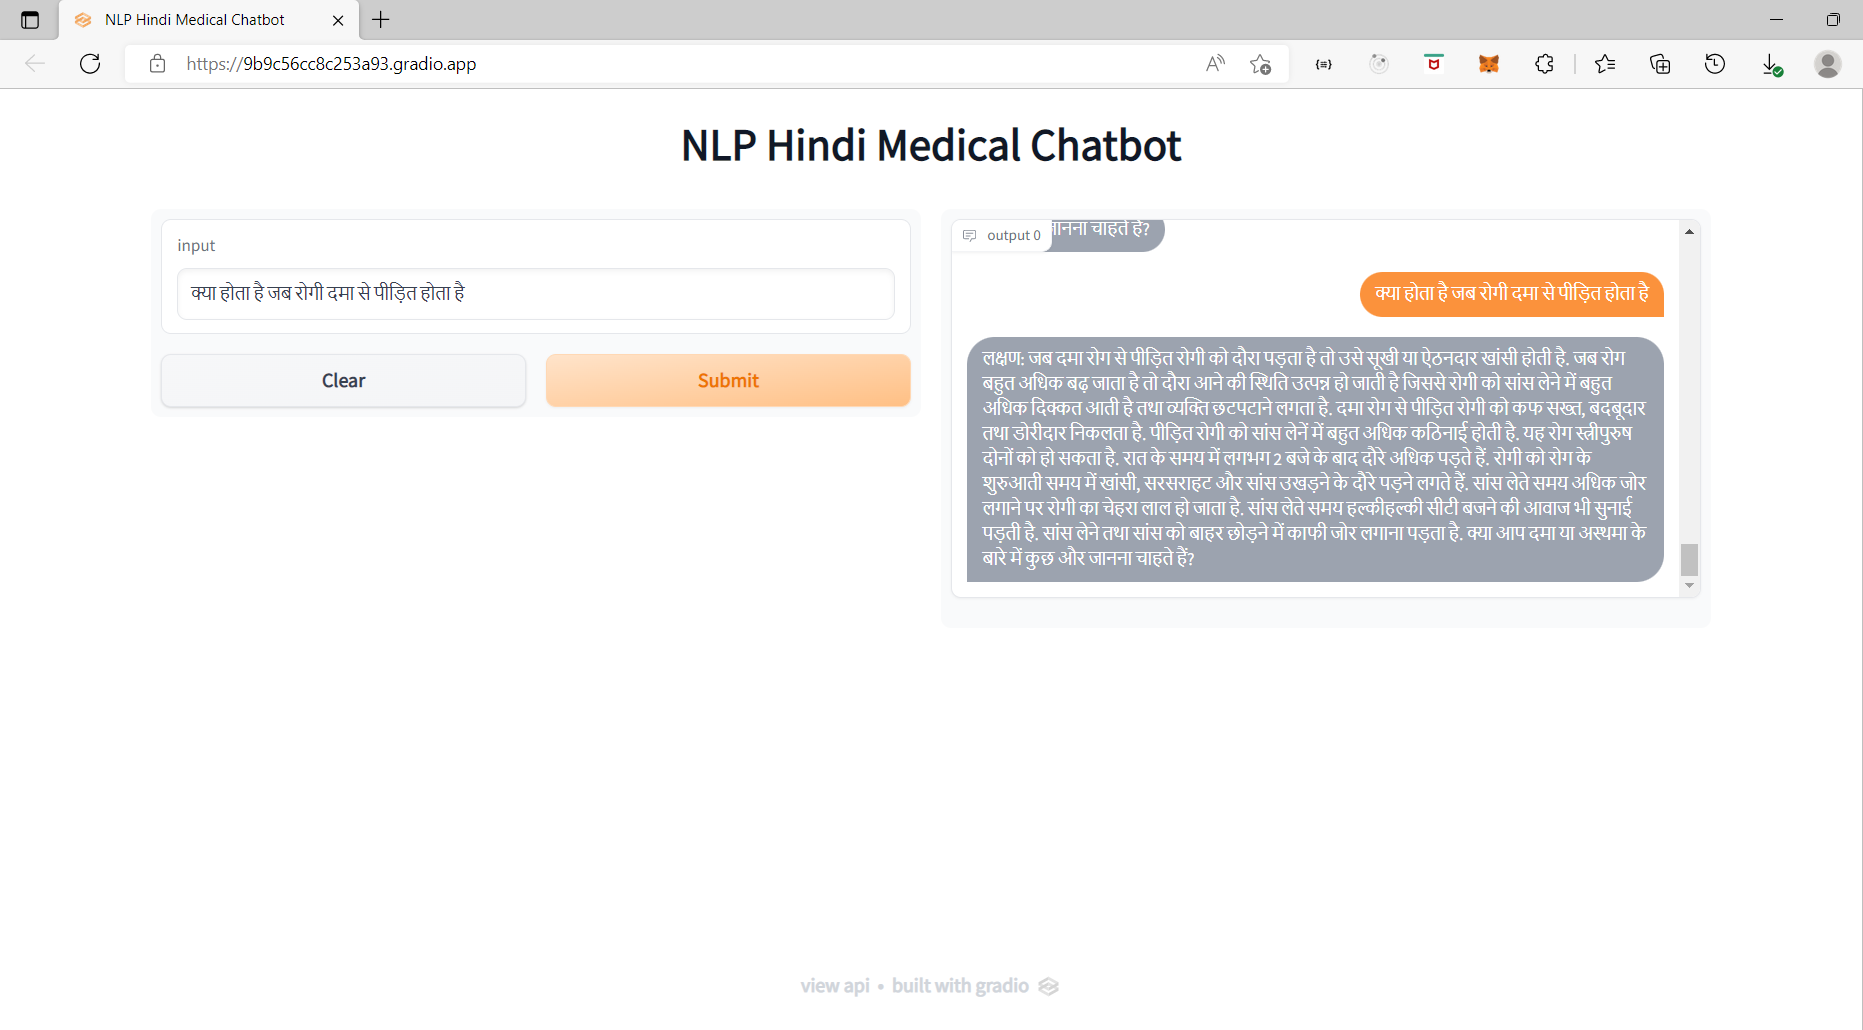 NLP Hindi Medical Chatbot
https://9b9c56cc8c253a93.gradio.app
NLP Hindi Medical Chatbot
input
क्या होता है जब रोगी दमा से पीड़ित होता है
Clear
Submit
output 0
चाहते है?
क्या होता है जब रोगी दमा से पीड़ित होता है
लक्षण: जब दमा रोग से पीड़ित रोगी को दौरा पड़ता है तो उसे सूखी या ऐठनदार खांसी होती है. जब रोग
बहुत अधिक बढ़ जाता है तो दौरा आने की स्थिति उत्पन्न हो जाती है जिससे रोगी को सांस लेने में बहुत
अधिक दिक्कत आती है तथा व्यक्ति छटपटाने लगता है. दमा रोग से पीड़ित रोगी को कफ सख्त, बदबूदार
तथा डोरीदार निकलता है. पीड़ित रोगी को सांस लेनें में बहुत अधिक कठिनाई होती है. यह रोग स्त्रीपुरुष
दोनों को हो सकता है. रात के समय में लगभग 2 बजे के बाद दौरे अधिक पड़ते हैं. रोगी को रोग के
शुरुआती समय में खांसी, सरसराहट और सांस उखड़ने के दौरे पड़ने लगते हैं. सांस लेते समय अधिक जोर
लगाने पर रोगी का चेहरा लाल हो जाता है. सांस लेते समय हल्कीहल्की सीटी बजने की आवाज भी सुनाई
पड़ती है. सांस लेने तथा सांस को बाहर छोड़ने में काफी जोर लगाना पड़ता है. क्या आप दमा या अस्थमा के
बारे में कुछ और जानना चाहते हैं?
view api • built with gradio